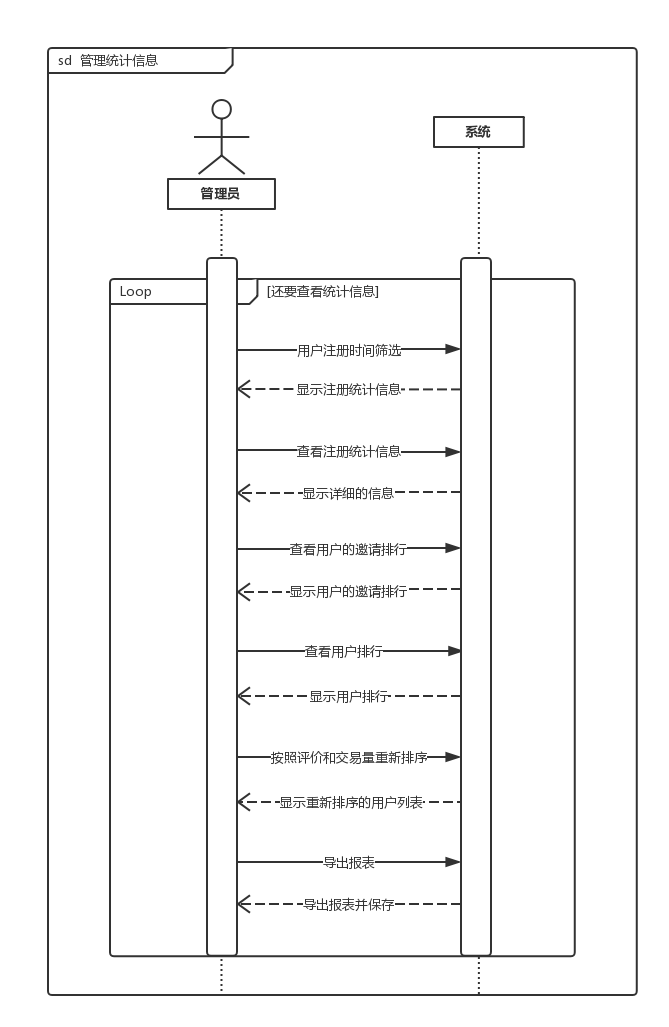 sd 管理统计信息
系统
管理员
Loop
[还要查看统计信息]
用户注册时间筛选
显示注册统计信息
查看注册统计信息
显示详细的信息
查看用户的邀请排行
显示用户的邀请排行
查看用户排行
显示用户排行
按照评价和交易量重新排序
显示重新排序的用户列表
导出报表
导出报表并保存